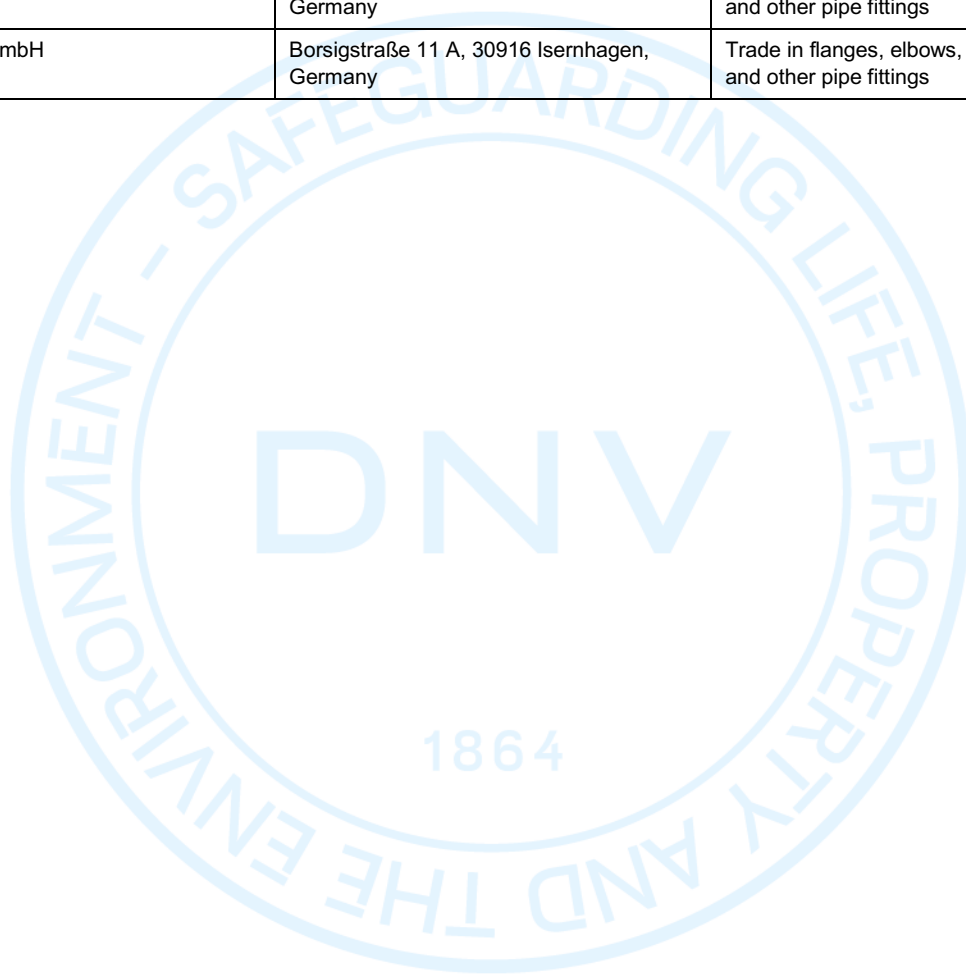 Germany and other pipe fittings
mbH Borsigstraße 11 A, 30916 Isernhagen, Trade in flanges, elbows,
Germany and other pipe fittings
SAFEGUARDING LIFE, PROPERTY AND THE ENVIRONMENT -
DNV
1864